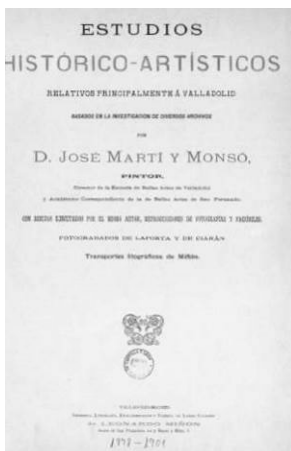 ESTUDIOS
HISTÓRICO-ARTÍSTICOS
RELATIVOS PRINCIPALMENTE Á VALLADOLID
BASADOS EN LA INVESTIGACIÓN DE DIVERSOS ARCHIVOS
POR
D. JOSÉ MARTÍ Y MONSÓ,
PINTOR,
Director de la Escuela de Bellas Artes de Valladolid
y Académico Correspondiente de la de Bellas Artes de San Fernando.
CON DIBUJOS EJECUTADOS POR EL MISMO AUTOR, REPRODUCCIONES DE FOTOGRAFÍAS Y FACSÍMILES.
FOTOGRABADOS DE LAPORTA Y DE CIARÁN
Transportes litográficos de Miñón.
VALLADOLID-MADRID
1898-1901